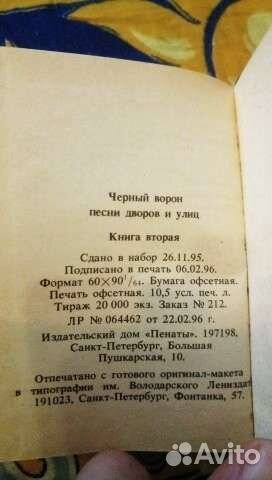 Черный ворон
песни дворов и улиц
Книга вторая
Сдано в набор 26.11.95.
Подписано в печать 06.02.96.
Формат 60×90¹/₆₄. Бумага офсетная.
Печать офсетная. 10,5 усл. печ. л.
Тираж 20 000 экз. Заказ № 212.
ЛР № 064462 от 22.02.96 г.
Издательский дом «Пенаты». 197198,
Санкт-Петербург, Большая
Пушкарская, 10.
Отпечатано с готового оригинал-макета
в типографии им. Володарского Лениздат
191023, Санкт-Петербург, Фонтанка, 57.
Avito